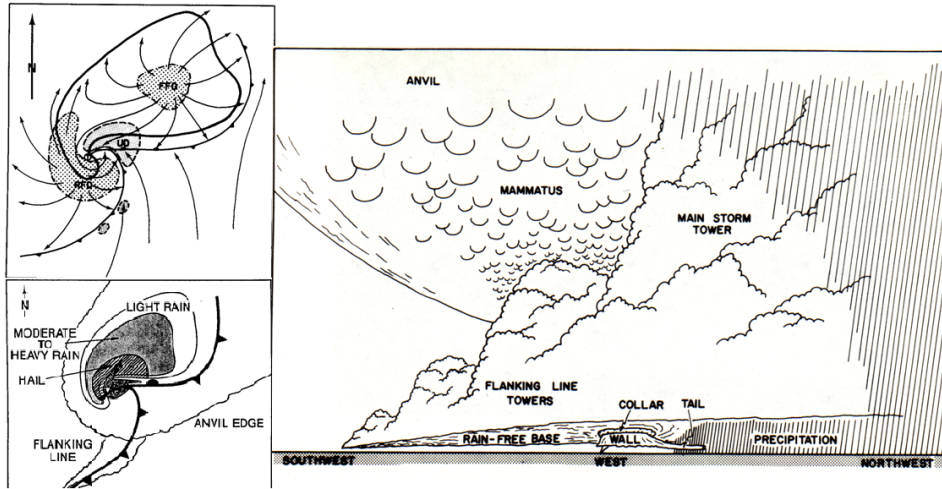 N
FFD
UD
RFD
N
LIGHT RAIN
MODERATE
TO
HEAVY RAIN
HAIL
ANVIL EDGE
FLANKING
LINE
ANVIL
MAMMATUS
MAIN STORM
TOWER
FLANKING LINE
TOWERS
COLLAR
TAIL
RAIN-FREE BASE
WALL
PRECIPITATION
SOUTHWEST
WEST
NORTHWEST